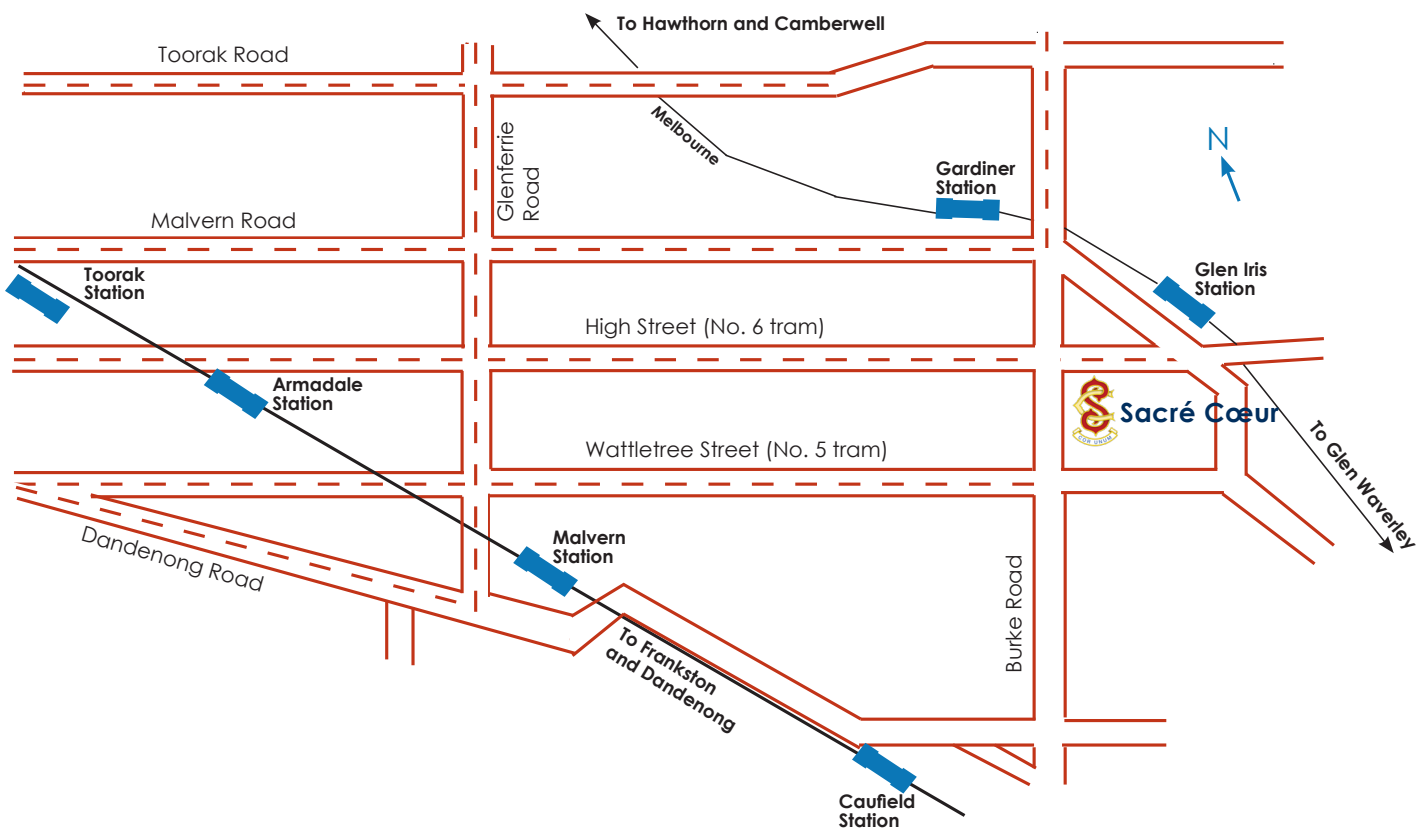 To Hawthorn and Camberwell
Toorak Road
Melbourne
Glenferrie
Road
N
Gardiner
Station
Malvern Road
Toorak
Station
Glen Iris
Station
High Street (No. 6 tram)
Armadale
Station
COR UNUM
Sacré Cœur
Wattletree Street (No. 5 tram)
To Glen Waverley
Dandenong Road
Malvern
Station
Burke Road
To Frankston
and Dandenong
Caufield
Station